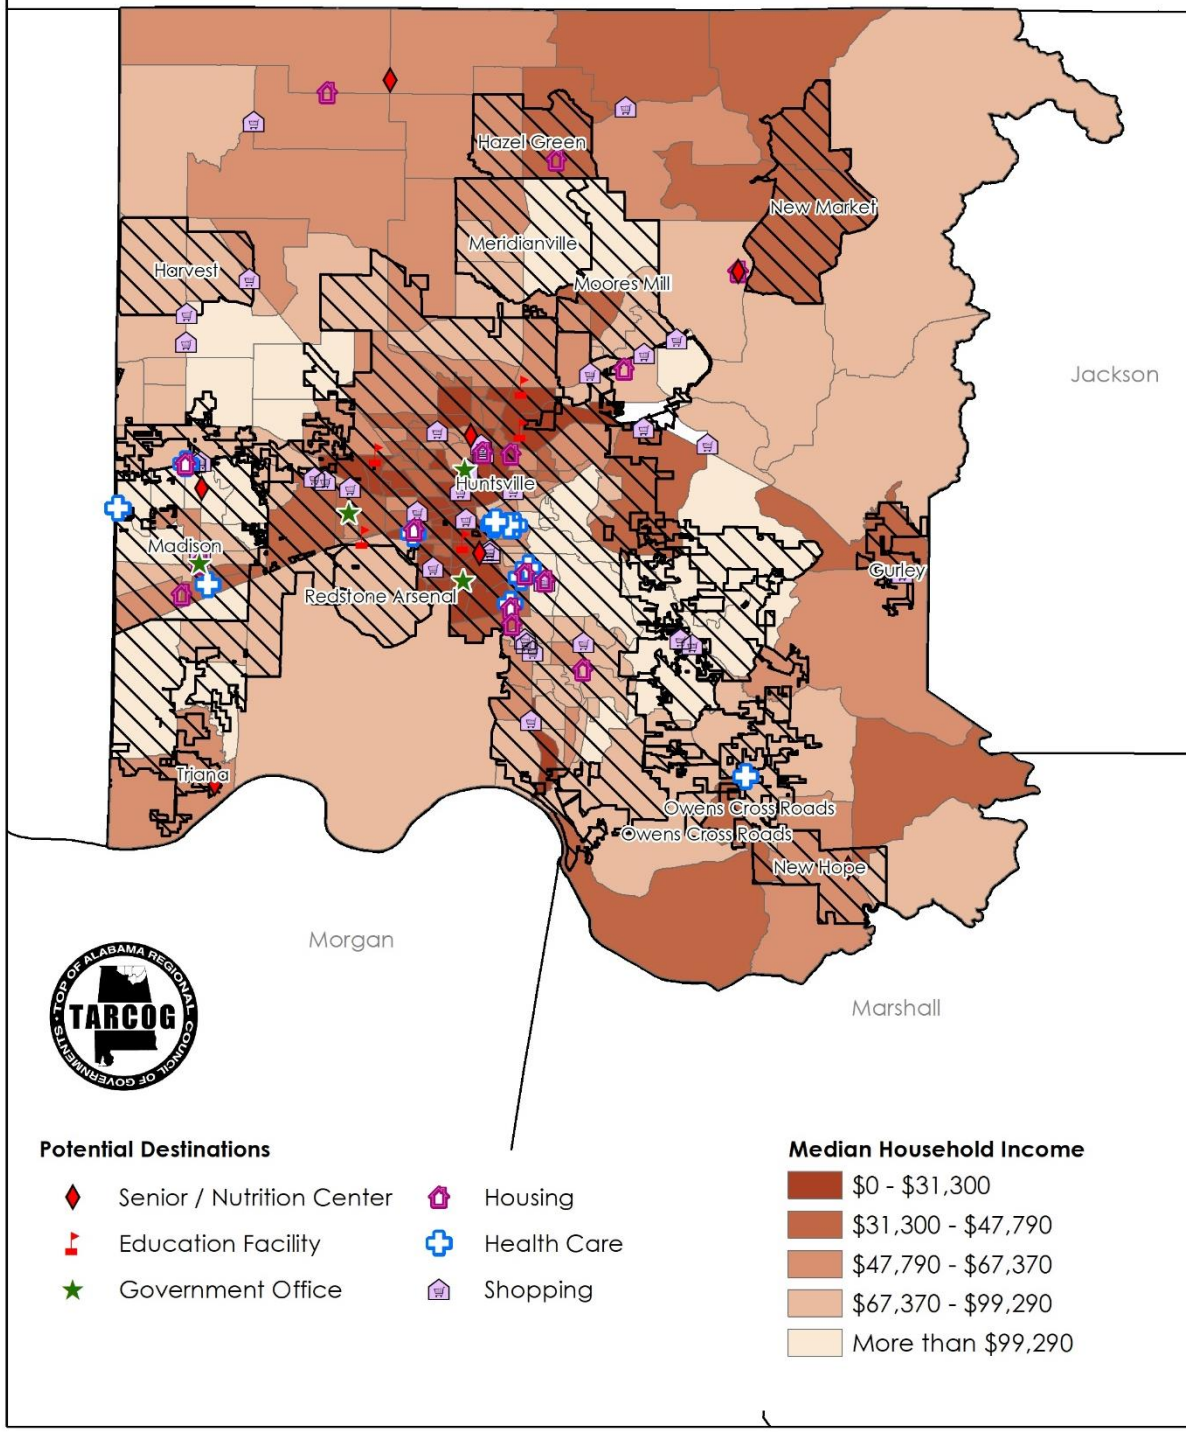 Hazel Green
New Market
Meridianville
Harvest
Moores Mill
Jackson
Huntsville
Madison
Gurley
Redstone Arsenal
Triana
Owens Cross Roads
Owens Cross Roads
New Hope
Morgan
Marshall
TOP OF ALABAMA REGIONAL
TARCOG
COUNCIL OF GOVERNMENTS
Potential Destinations
Senior / Nutrition Center
Education Facility
Government Office
Housing
Health Care
Shopping
Median Household Income
$0 - $31,300
$31,300 - $47,790
$47,790 - $67,370
$67,370 - $99,290
More than $99,290